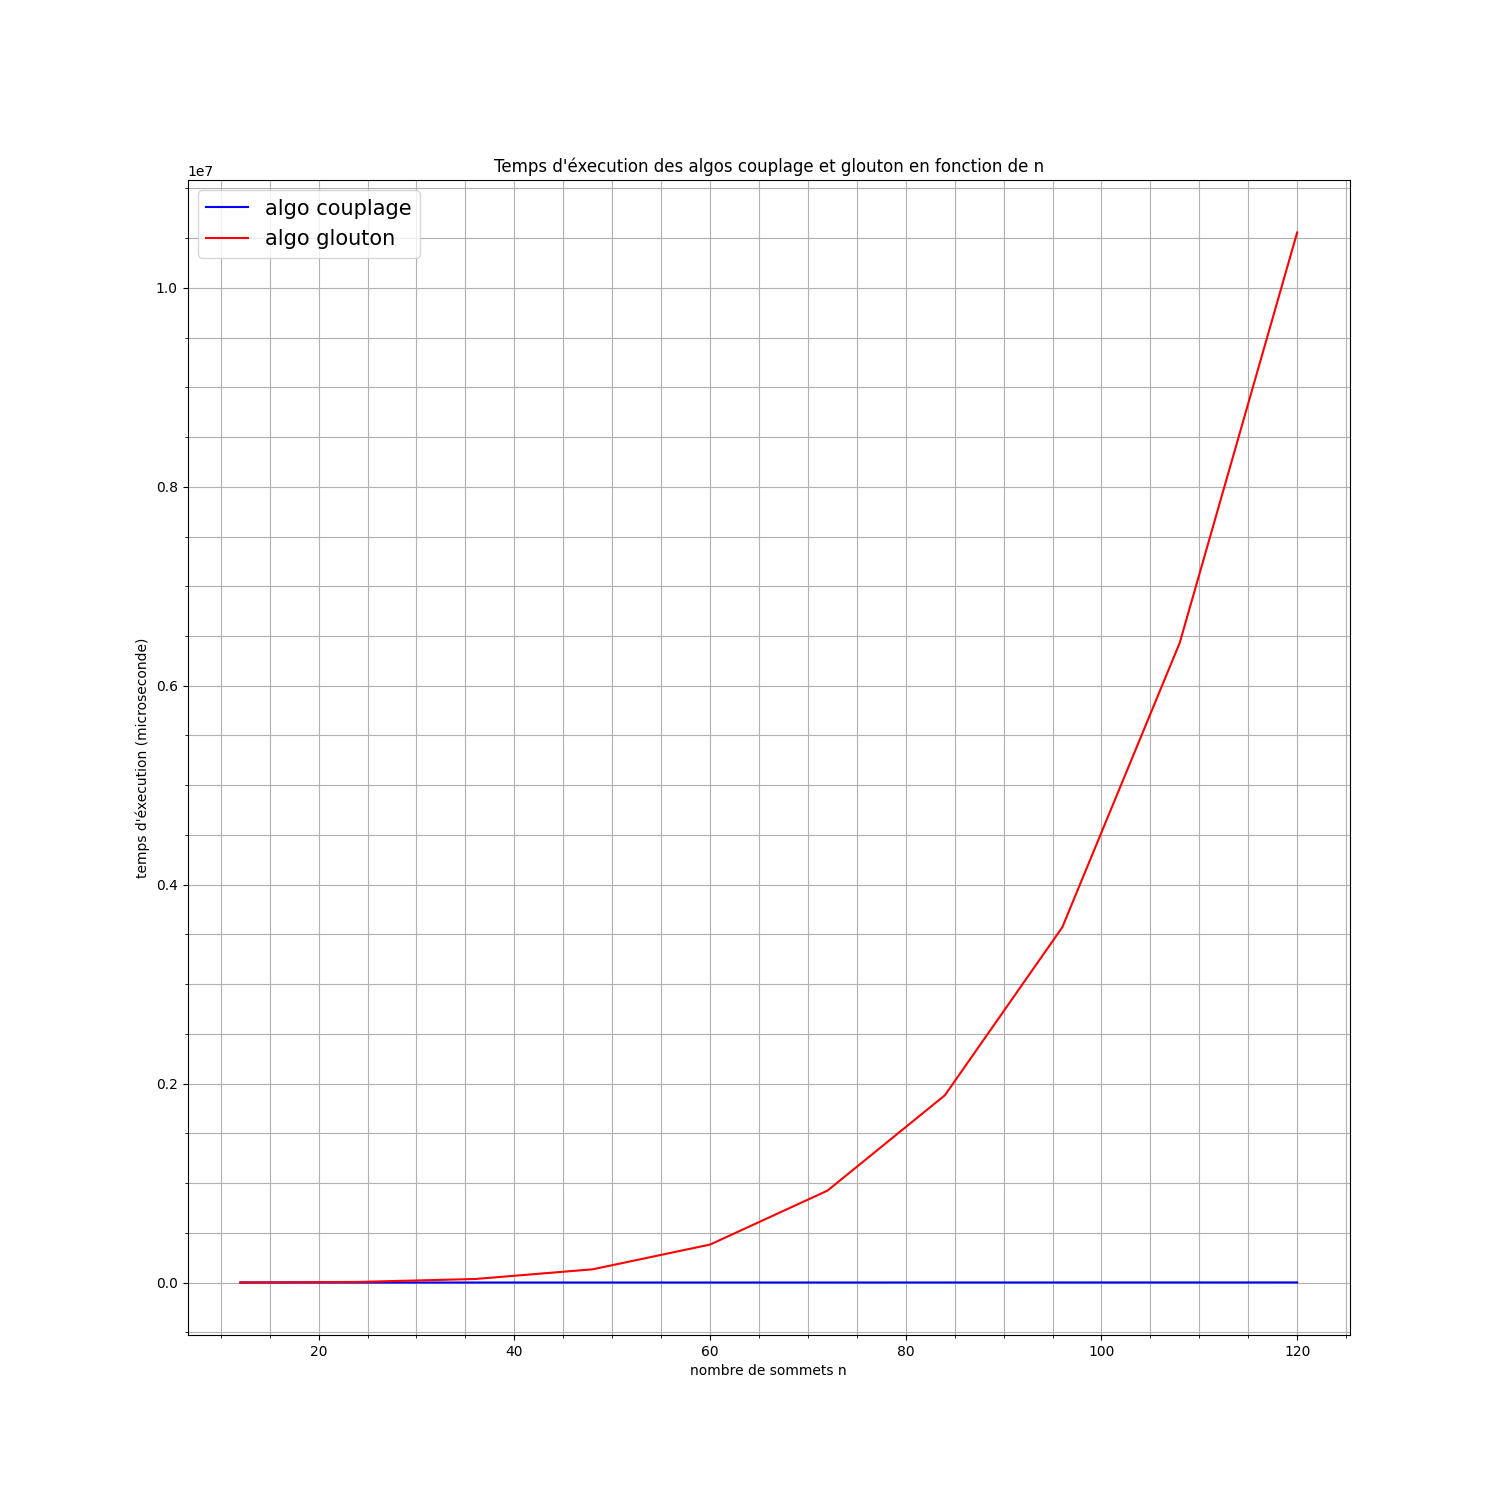 Temps d'éxecution des algos couplage et glouton en fonction de n
1e7
algo couplage
algo glouton
1.0
0.8
0.6
0.4
0.2
0.0
temps d'éxecution (microseconde)
20 40 60 80 100 120
nombre de sommets n